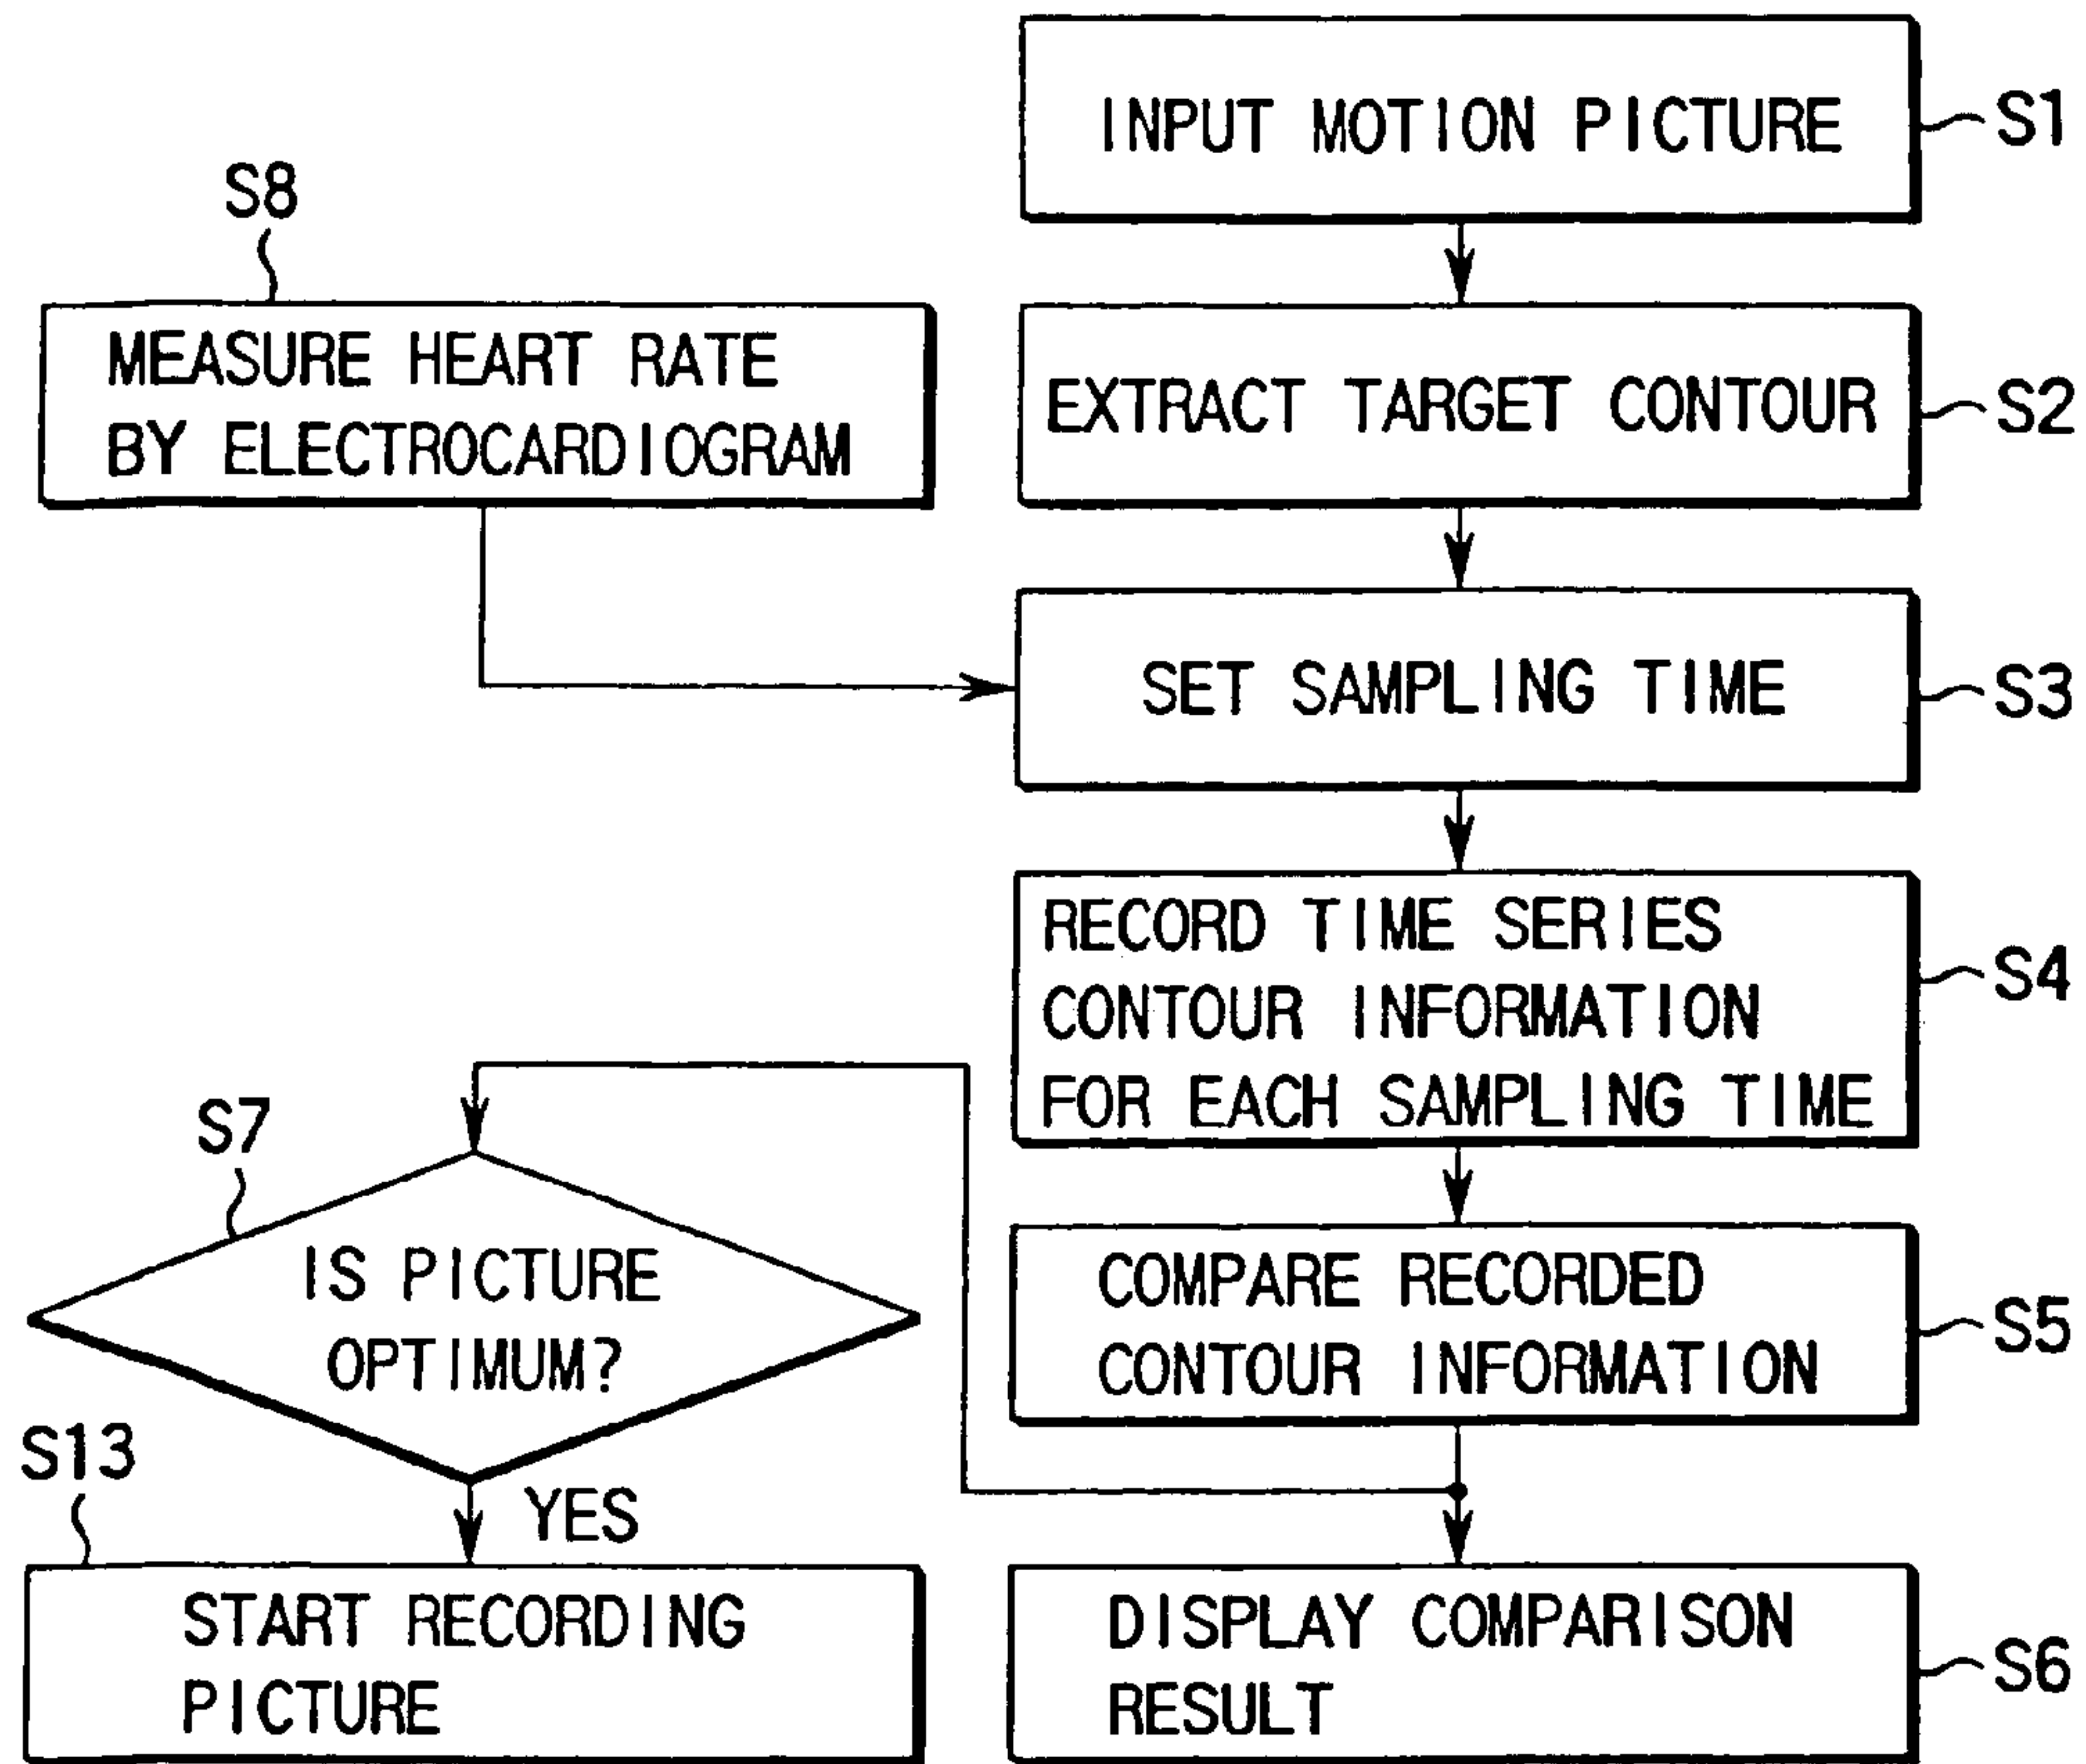 INPUT MOTION PICTURE
S1
S8
MEASURE HEART RATE
BY ELECTROCARDIOGRAM
EXTRACT TARGET CONTOUR
S2
SET SAMPLING TIME
S3
RECORD TIME SERIES
CONTOUR INFORMATION
FOR EACH SAMPLING TIME
S4
COMPARE RECORDED
CONTOUR INFORMATION
S5
S7
IS PICTURE
OPTIMUM?
YES
S13
START RECORDING
PICTURE
DISPLAY COMPARISON
RESULT
S6